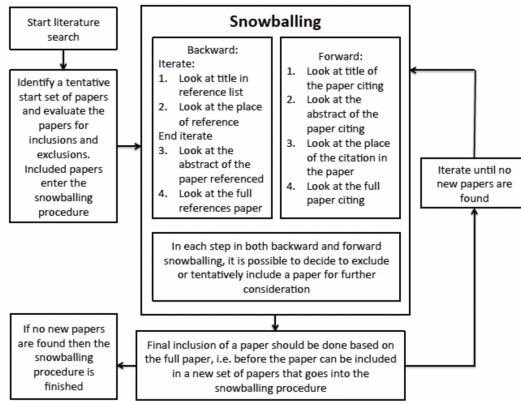 Start literature
search
Identify a tentative
start set of papers
and evaluate the
papers for
inclusions and
exclusions.
Included papers
enter the
snowballing
procedure
Snowballing
Backward:
Iterate:
1. Look at title in
reference list
2. Look at the place
of reference
End iterate
3. Look at the
abstract of the
paper referenced
4. Look at the full
references paper
Forward:
1. Look at title of
the paper citing
2. Look at the
abstract of the
paper citing
3. Look at the place
of the citation in
the paper
4. Look at the full
paper citing
In each step in both backward and forward
snowballing, it is possible to decide to exclude
or tentatively include a paper for further
consideration
Iterate until no
new papers are
found
If no new papers
are found then the
snowballing
procedure is
finished
Final inclusion of a paper should be done based on
the full paper, i.e. before the paper can be included
in a new set of papers that goes into the
snowballing procedure